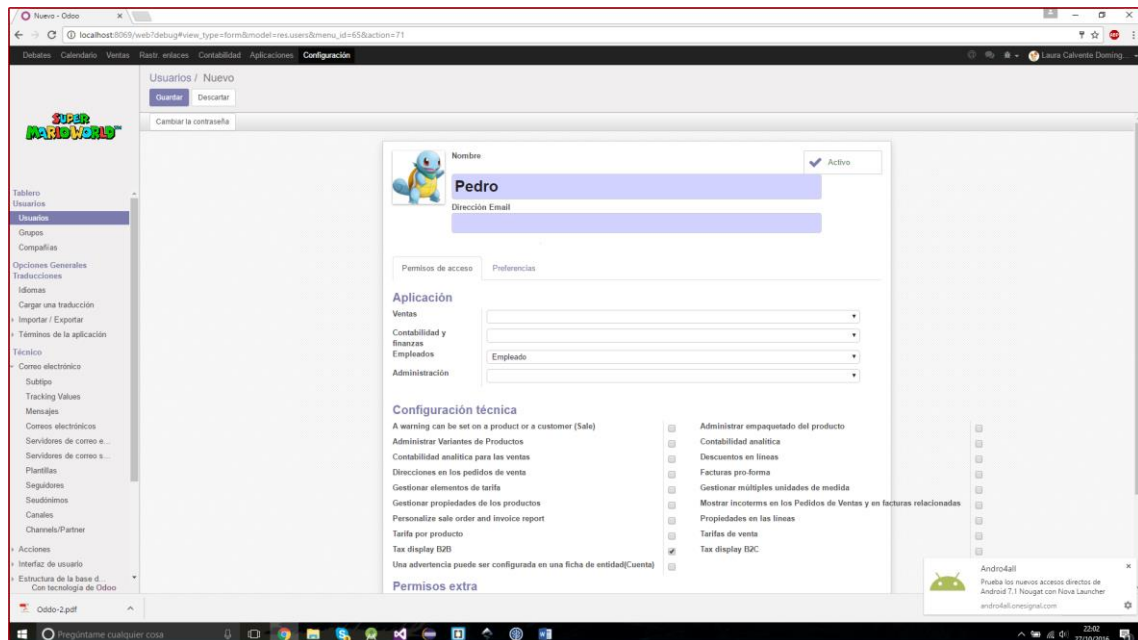 Nuevo - Odoo
localhost:8069/web?debug#view_type=form&model=res.users&menu_id=65&action=71
Debates Calendario Ventas Rastr. enlaces Contabilidad Aplicaciones Configuración
Laura Calvente Doming...
Usuarios / Nuevo
Guardar Descartar
Cambiar la contraseña
SUPER
MARIO WORLD
Nombre
Activo
Pedro
Dirección Email
Tablero
Usuarios
Usuarios
Grupos
Compañías
Opciones Generales
Traducciones
Idiomas
Cargar una traducción
Importar / Exportar
Términos de la aplicación
Técnico
Correo electrónico
Subtipo
Tracking Values
Mensajes
Correos electrónicos
Servidores de correo e...
Servidores de correo s...
Plantillas
Seguidores
Seudónimos
Canales
Channels/Partner
Acciones
Interfaz de usuario
Estructura de la base d...
Con tecnología de Odoo
Permisos de acceso Preferencias
Aplicación
Ventas
Contabilidad y
finanzas
Empleados Empleado
Administración
Configuración técnica
A warning can be set on a product or a customer (Sale) Administrar empaquetado del producto
Administrar Variantes de Productos Contabilidad analítica
Contabilidad analítica para las ventas Descuentos en líneas
Direcciones en los pedidos de venta Facturas pro-forma
Gestionar elementos de tarifa Gestionar múltiples unidades de medida
Gestionar propiedades de los productos Mostrar incoterms en los Pedidos de Ventas y en facturas relacionadas
Personalize sale order and invoice report Propiedades en las líneas
Tarifa por producto Tarifas de venta
Tax display B2B Tax display B2C
Una advertencia puede ser configurada en una ficha de entidad(Cuenta)
Permisos extra
Andro4all
Prueba los nuevos accesos directos de
Android 7.1 Nougat con Nova Launcher
andro4all.onesignal.com
Oddo-2.pdf
Pregúntame cualquier cosa
22:02
27/10/2016